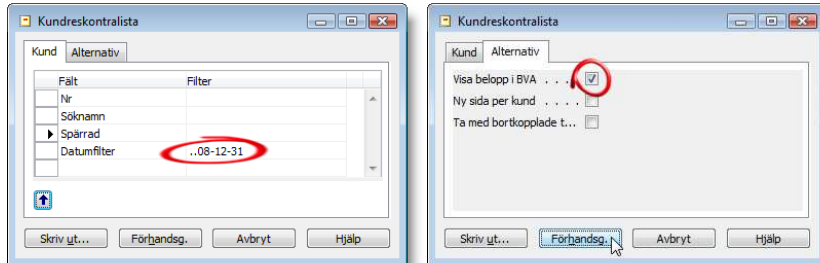 Kundreskontralista
Kund Alternativ
Fält Filter
Nr
Söknamn
Spärrad
Datumfilter ..08-12-31
Skriv ut... Förhandsg. Avbryt Hjälp
Kundreskontralista
Kund Alternativ
Visa belopp i BVA . . . .
Ny sida per kund . . . .
Ta med bortkopplade t...
Skriv ut... Förhandsg. Avbryt Hjälp